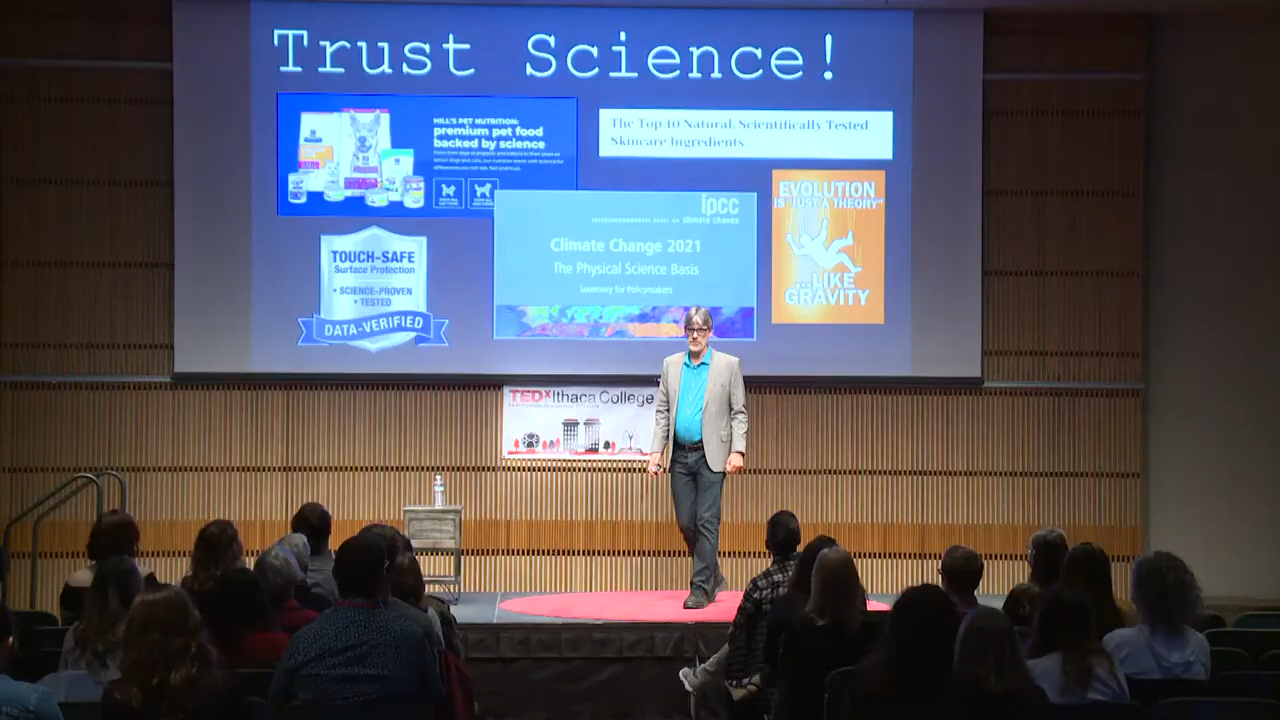 Trust Science!
HILL'S PET NUTRITION:
premium pet food
backed by science
The Top 10 Natural, Scientifically Tested
Skincare Ingredients
ipcc
INTERGOVERNMENTAL PANEL ON climate change
Climate Change 2021
The Physical Science Basis
Summary for Policymakers
EVOLUTION
IS "JUST A THEORY"
...LIKE
GRAVITY
TOUCH-SAFE
Surface Protection
• SCIENCE-PROVEN
• TESTED
DATA-VERIFIED
TEDxIthaca College